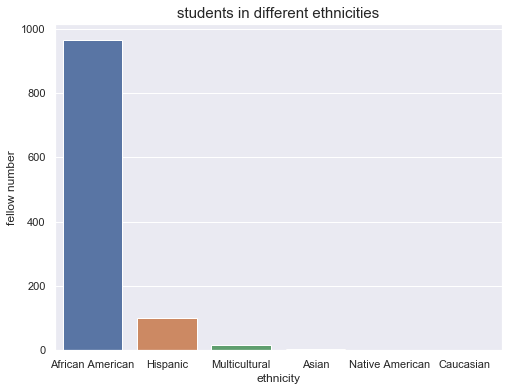 students in different ethnicities
fellow number
1000
800
600
400
200
0
African American Hispanic Multicultural Asian Native American Caucasian
ethnicity